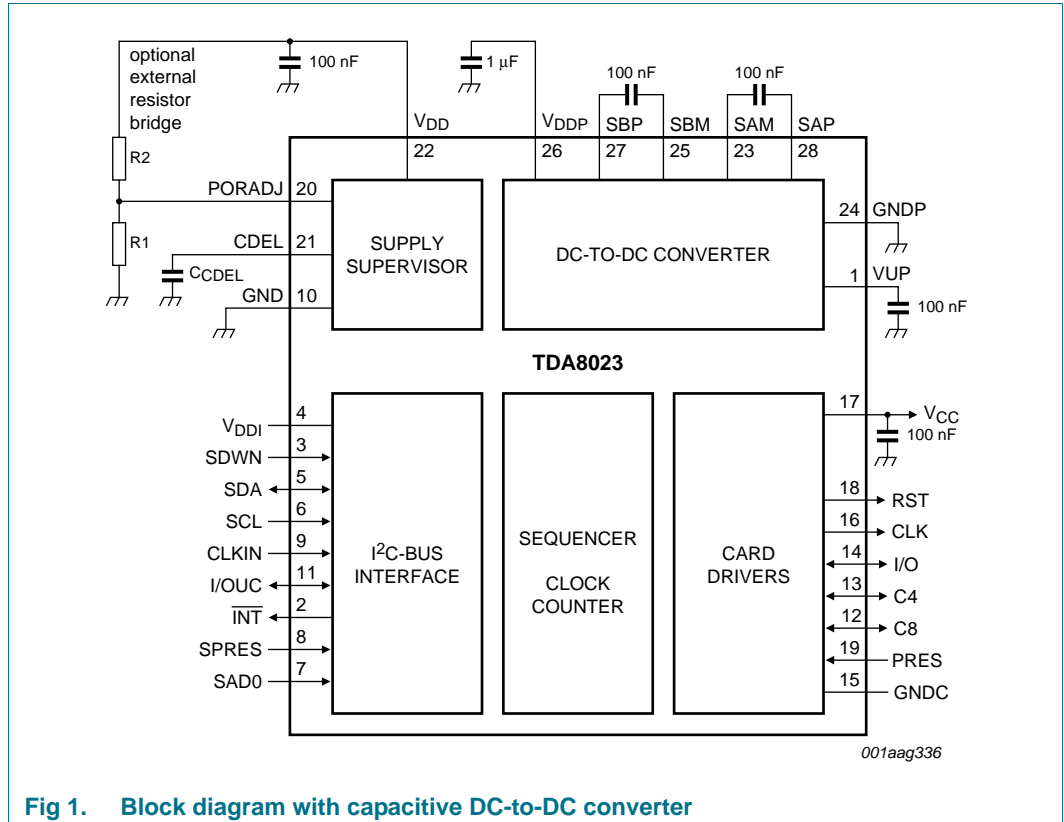 optional
external
resistor
bridge
100 nF
1 μF
100 nF
100 nF
VDD
VDDP
SBP
SBM
SAM
SAP
22
26
27
25
23
28
R2
PORADJ
20
R1
CDEL
21
CCDEL
GND
10
SUPPLY
SUPERVISOR
DC-TO-DC CONVERTER
24
GNDP
1
VUP
100 nF
TDA8023
VDDI
4
SDWN
3
SDA
5
SCL
6
CLKIN
9
I/OUC
11
INT
2
SPRES
8
SAD0
7
I2C-BUS
INTERFACE
SEQUENCER
CLOCK
COUNTER
CARD
DRIVERS
17
VCC
100 nF
18
RST
16
CLK
14
I/O
13
C4
12
C8
19
PRES
15
GNDC
001aag336
Fig 1. Block diagram with capacitive DC-to-DC converter